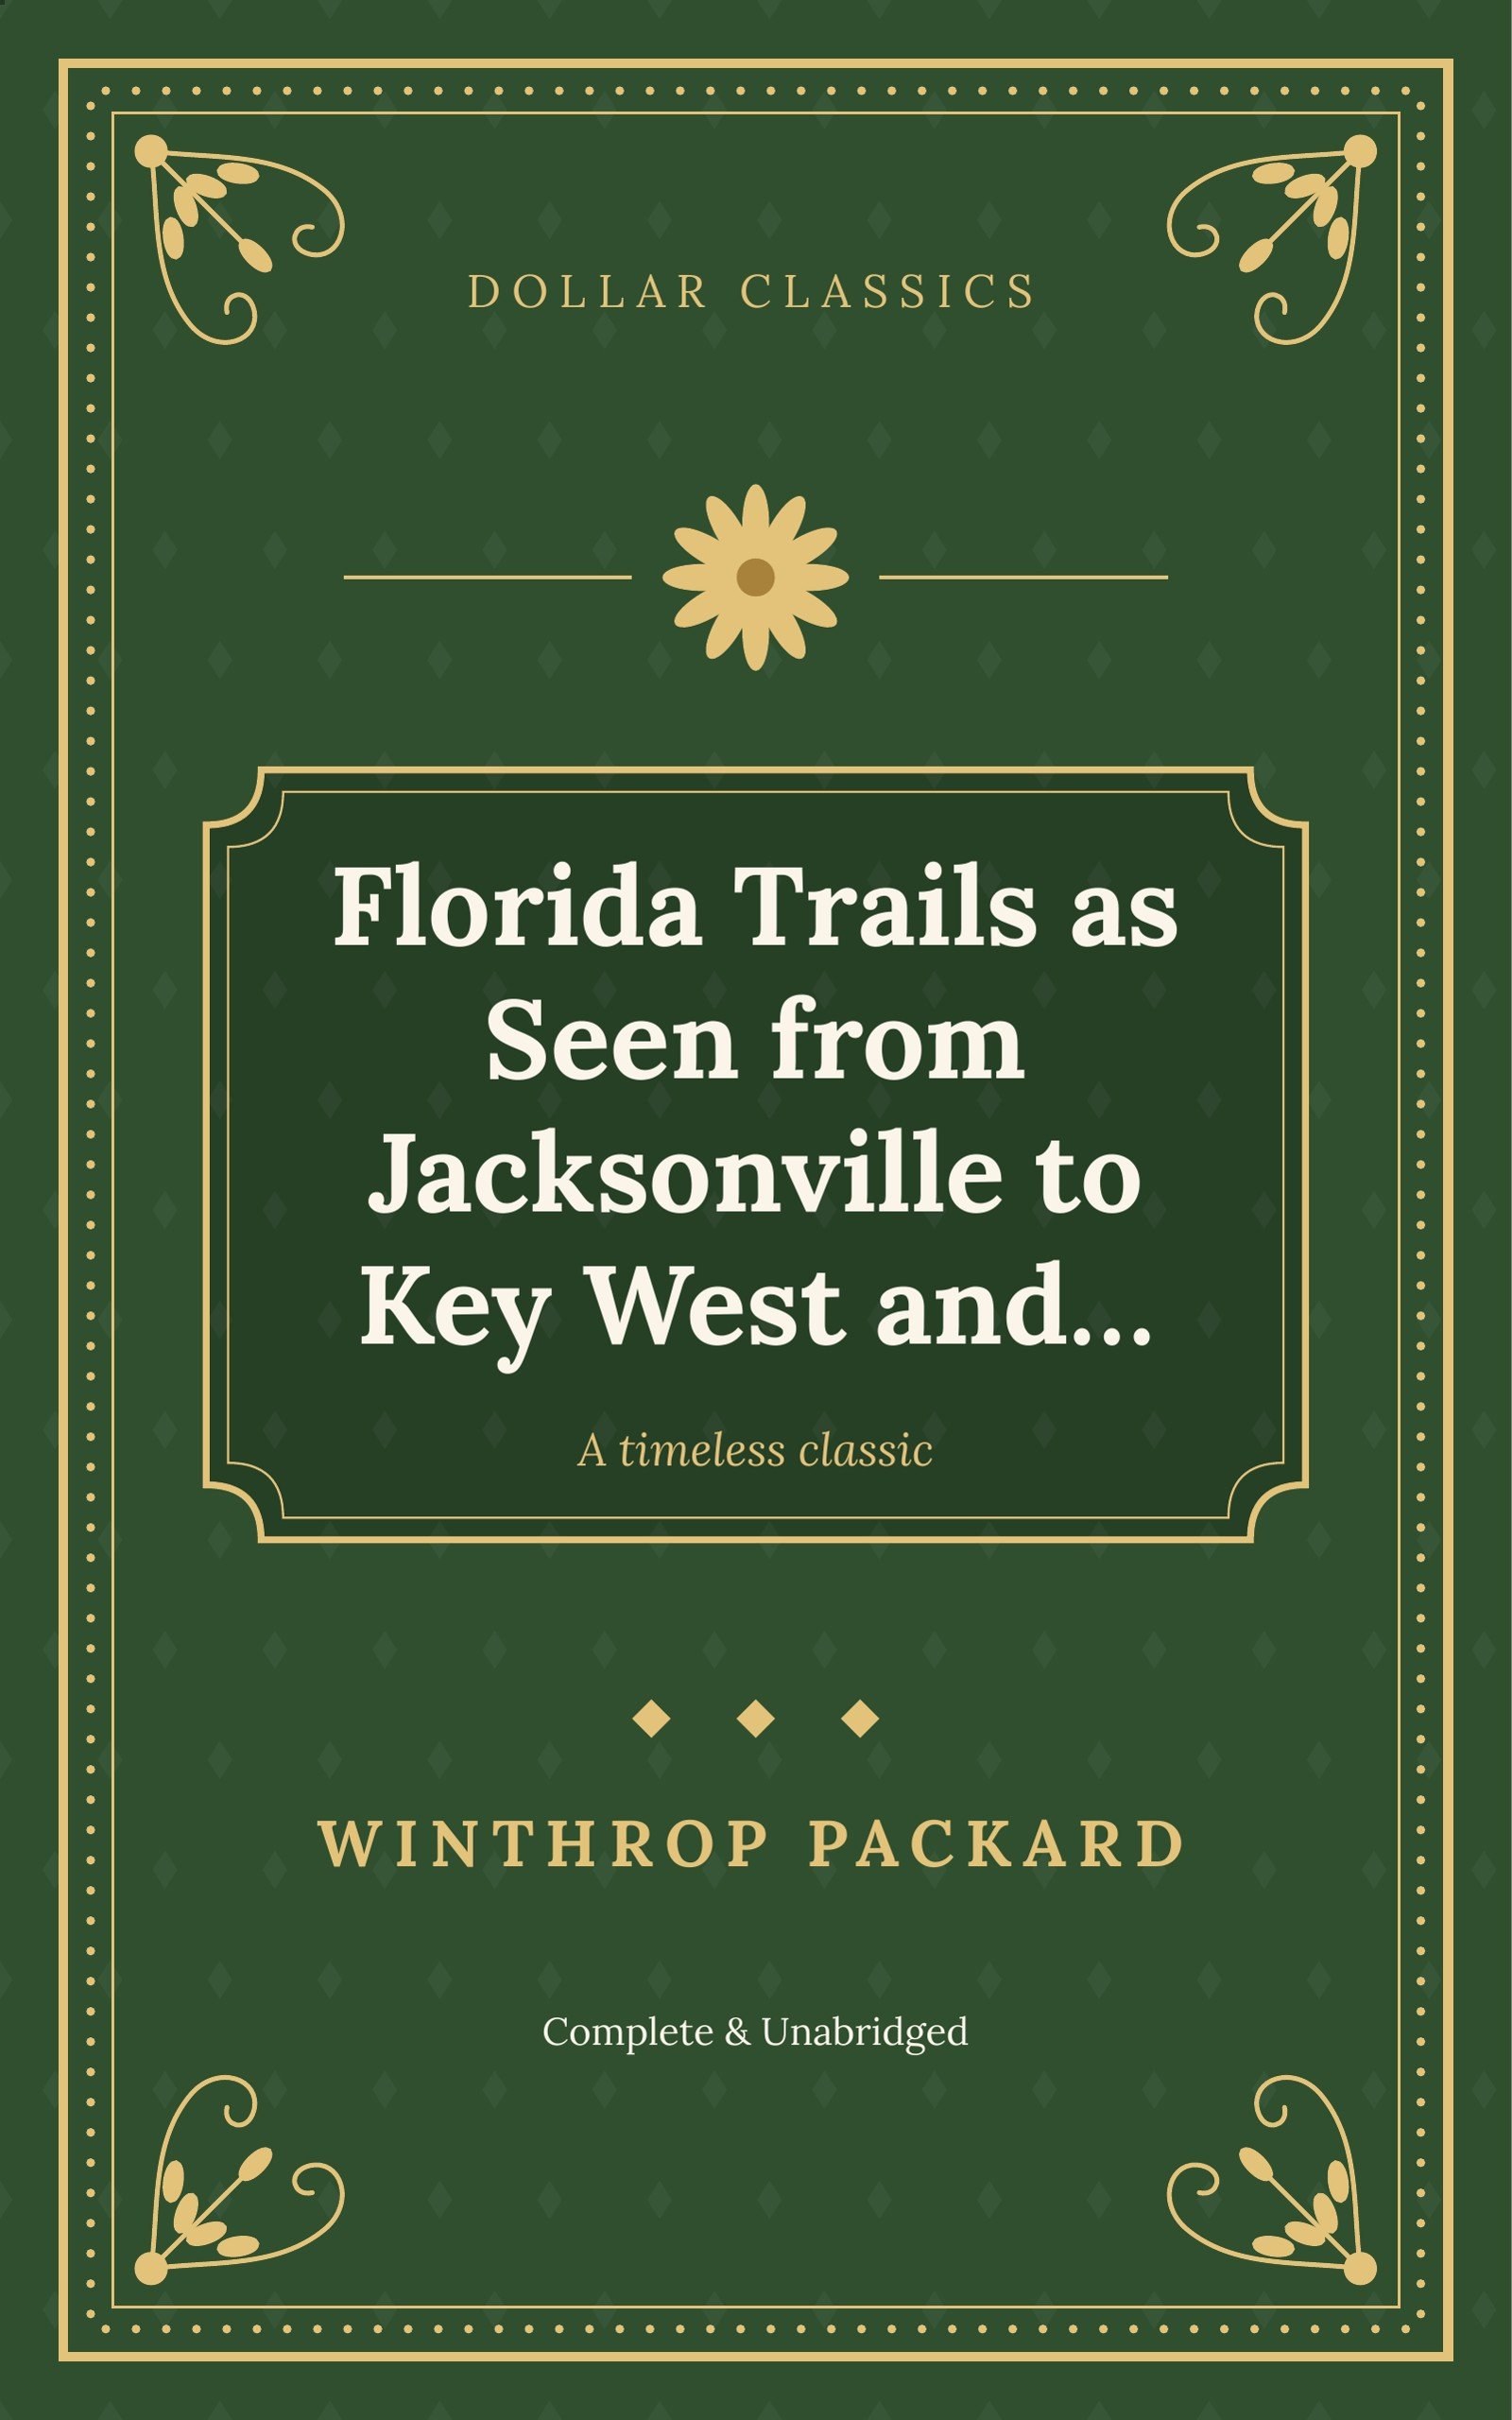 DOLLAR CLASSICS
Florida Trails as
Seen from
Jacksonville to
Key West and...
A timeless classic
WINTHROP PACKARD
Complete & Unabridged